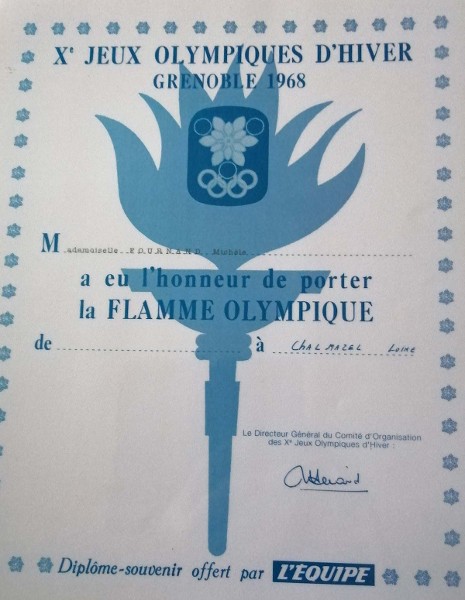 Xe JEUX OLYMPIQUES D'HIVER
GRENOBLE 1968
Mademoiselle Michèle
a eu l'honneur de porter
la FLAMME OLYMPIQUE
de à CHALMAZEL Loire
Le Directeur Général du Comité d'Organisation
des Xe Jeux Olympiques d'Hiver :
Diplôme-souvenir offert par L'ÉQUIPE